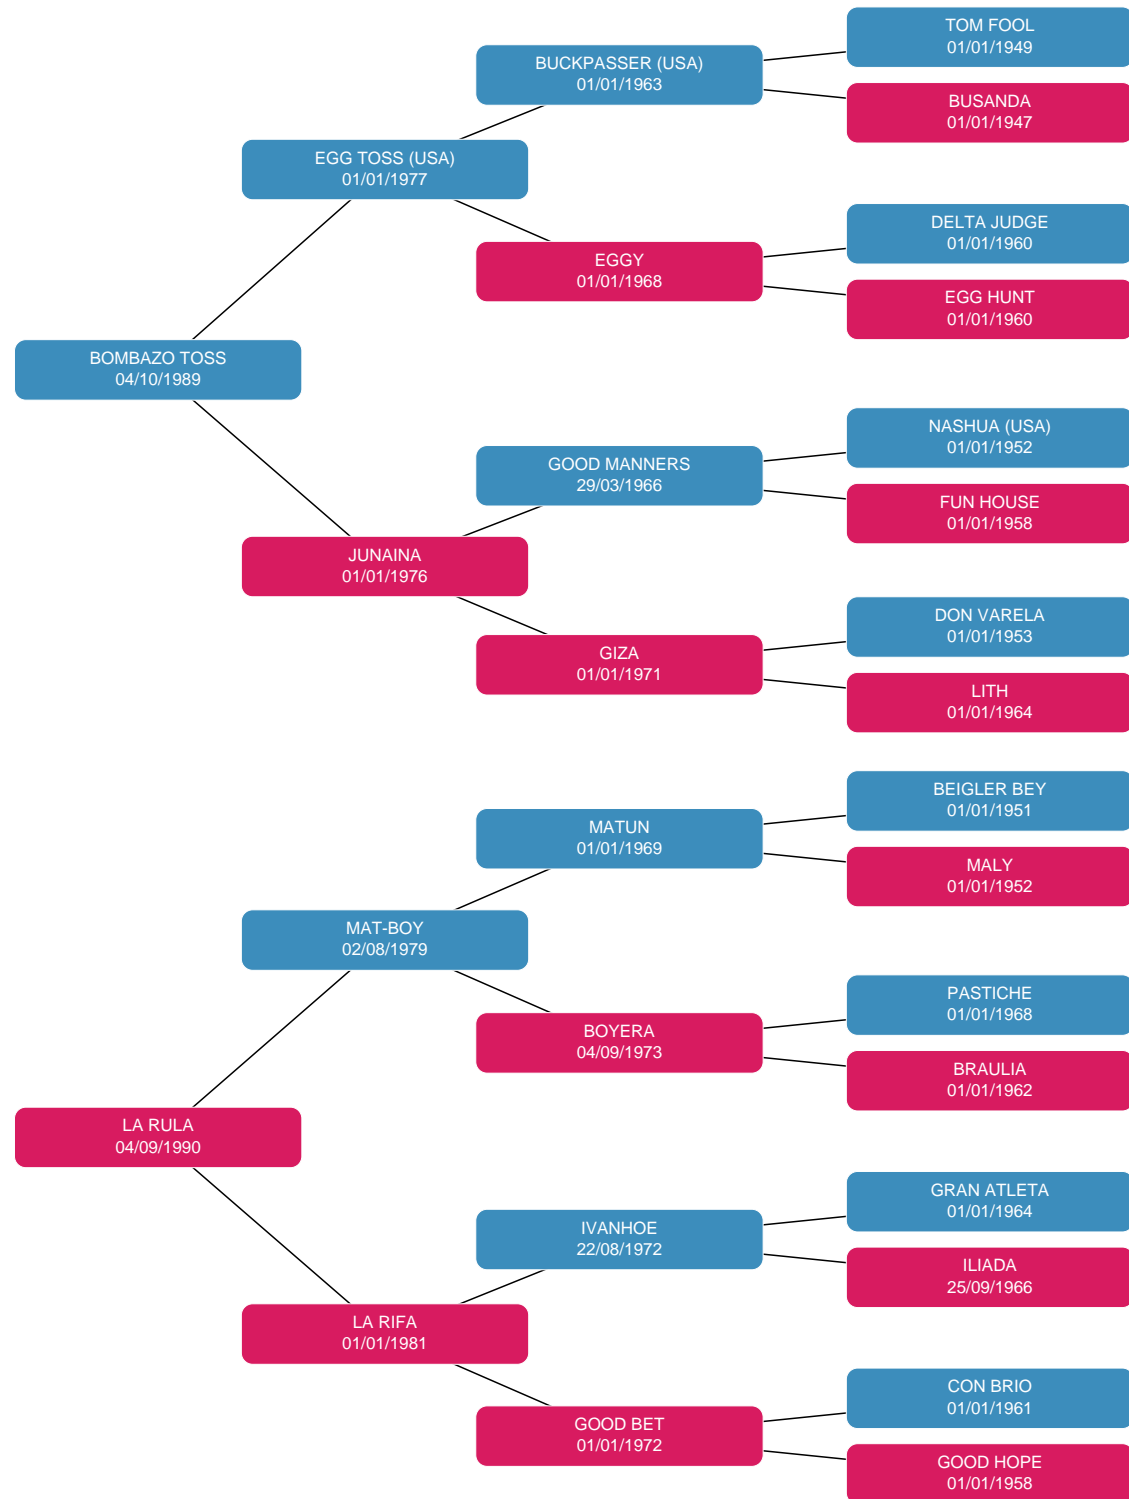 TOM FOOL
01/01/1949
BUCKPASSER (USA)
01/01/1963
BUSANDA
01/01/1947
EGG TOSS (USA)
01/01/1977
DELTA JUDGE
01/01/1960
EGGY
01/01/1968
EGG HUNT
01/01/1960
BOMBAZO TOSS
04/10/1989
NASHUA (USA)
01/01/1952
GOOD MANNERS
29/03/1966
FUN HOUSE
01/01/1958
JUNAINA
01/01/1976
DON VARELA
01/01/1953
GIZA
01/01/1971
LITH
01/01/1964
BEIGLER BEY
01/01/1951
MATUN
01/01/1969
MALY
01/01/1952
MAT-BOY
02/08/1979
PASTICHE
01/01/1968
BOYERA
04/09/1973
BRAULIA
01/01/1962
LA RULA
04/09/1990
GRAN ATLETA
01/01/1964
IVANHOE
22/08/1972
ILIADA
25/09/1966
LA RIFA
01/01/1981
CON BRIO
01/01/1961
GOOD BET
01/01/1972
GOOD HOPE
01/01/1958